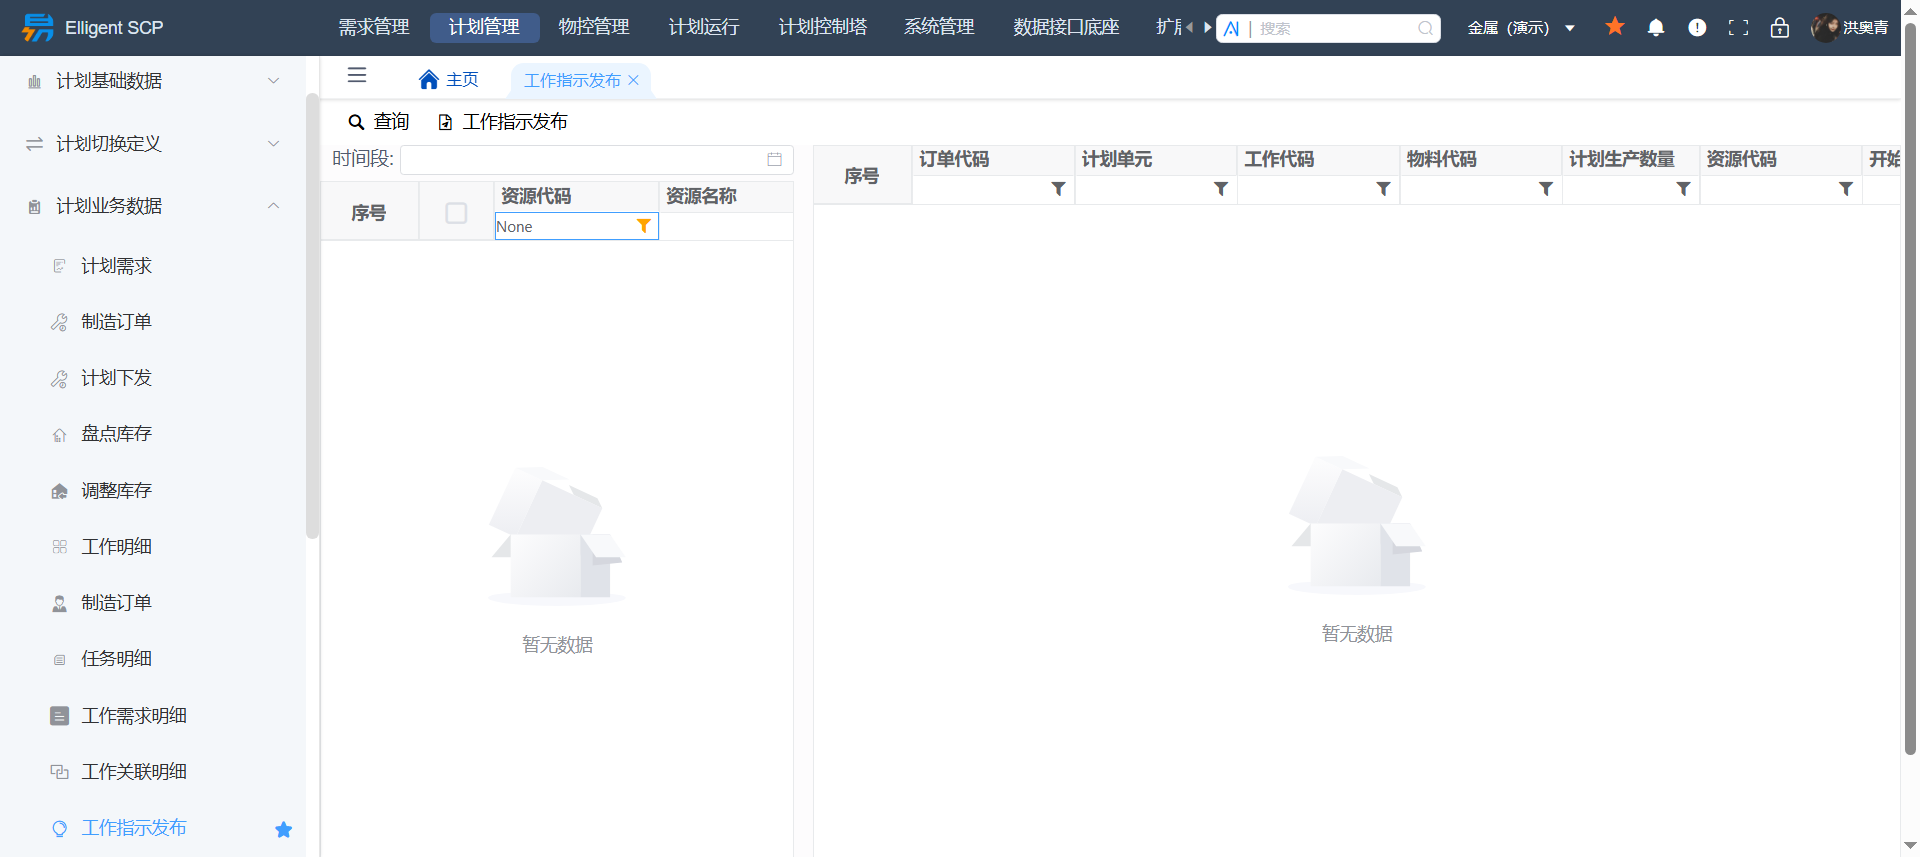 Elligent SCP
需求管理
计划管理
物控管理
计划运行
计划控制塔
系统管理
数据接口底座
搜索
金属 (演示)
洪奥青
计划基础数据
计划切换定义
计划业务数据
计划需求
制造订单
计划下发
盘点库存
调整库存
工作明细
制造订单
任务明细
工作需求明细
工作关联明细
工作指示发布
主页
工作指示发布
查询
工作指示发布
时间段:
序号
资源代码
资源名称
None
暂无数据
序号
订单代码
计划单元
工作代码
物料代码
计划生产数量
资源代码
开始
暂无数据